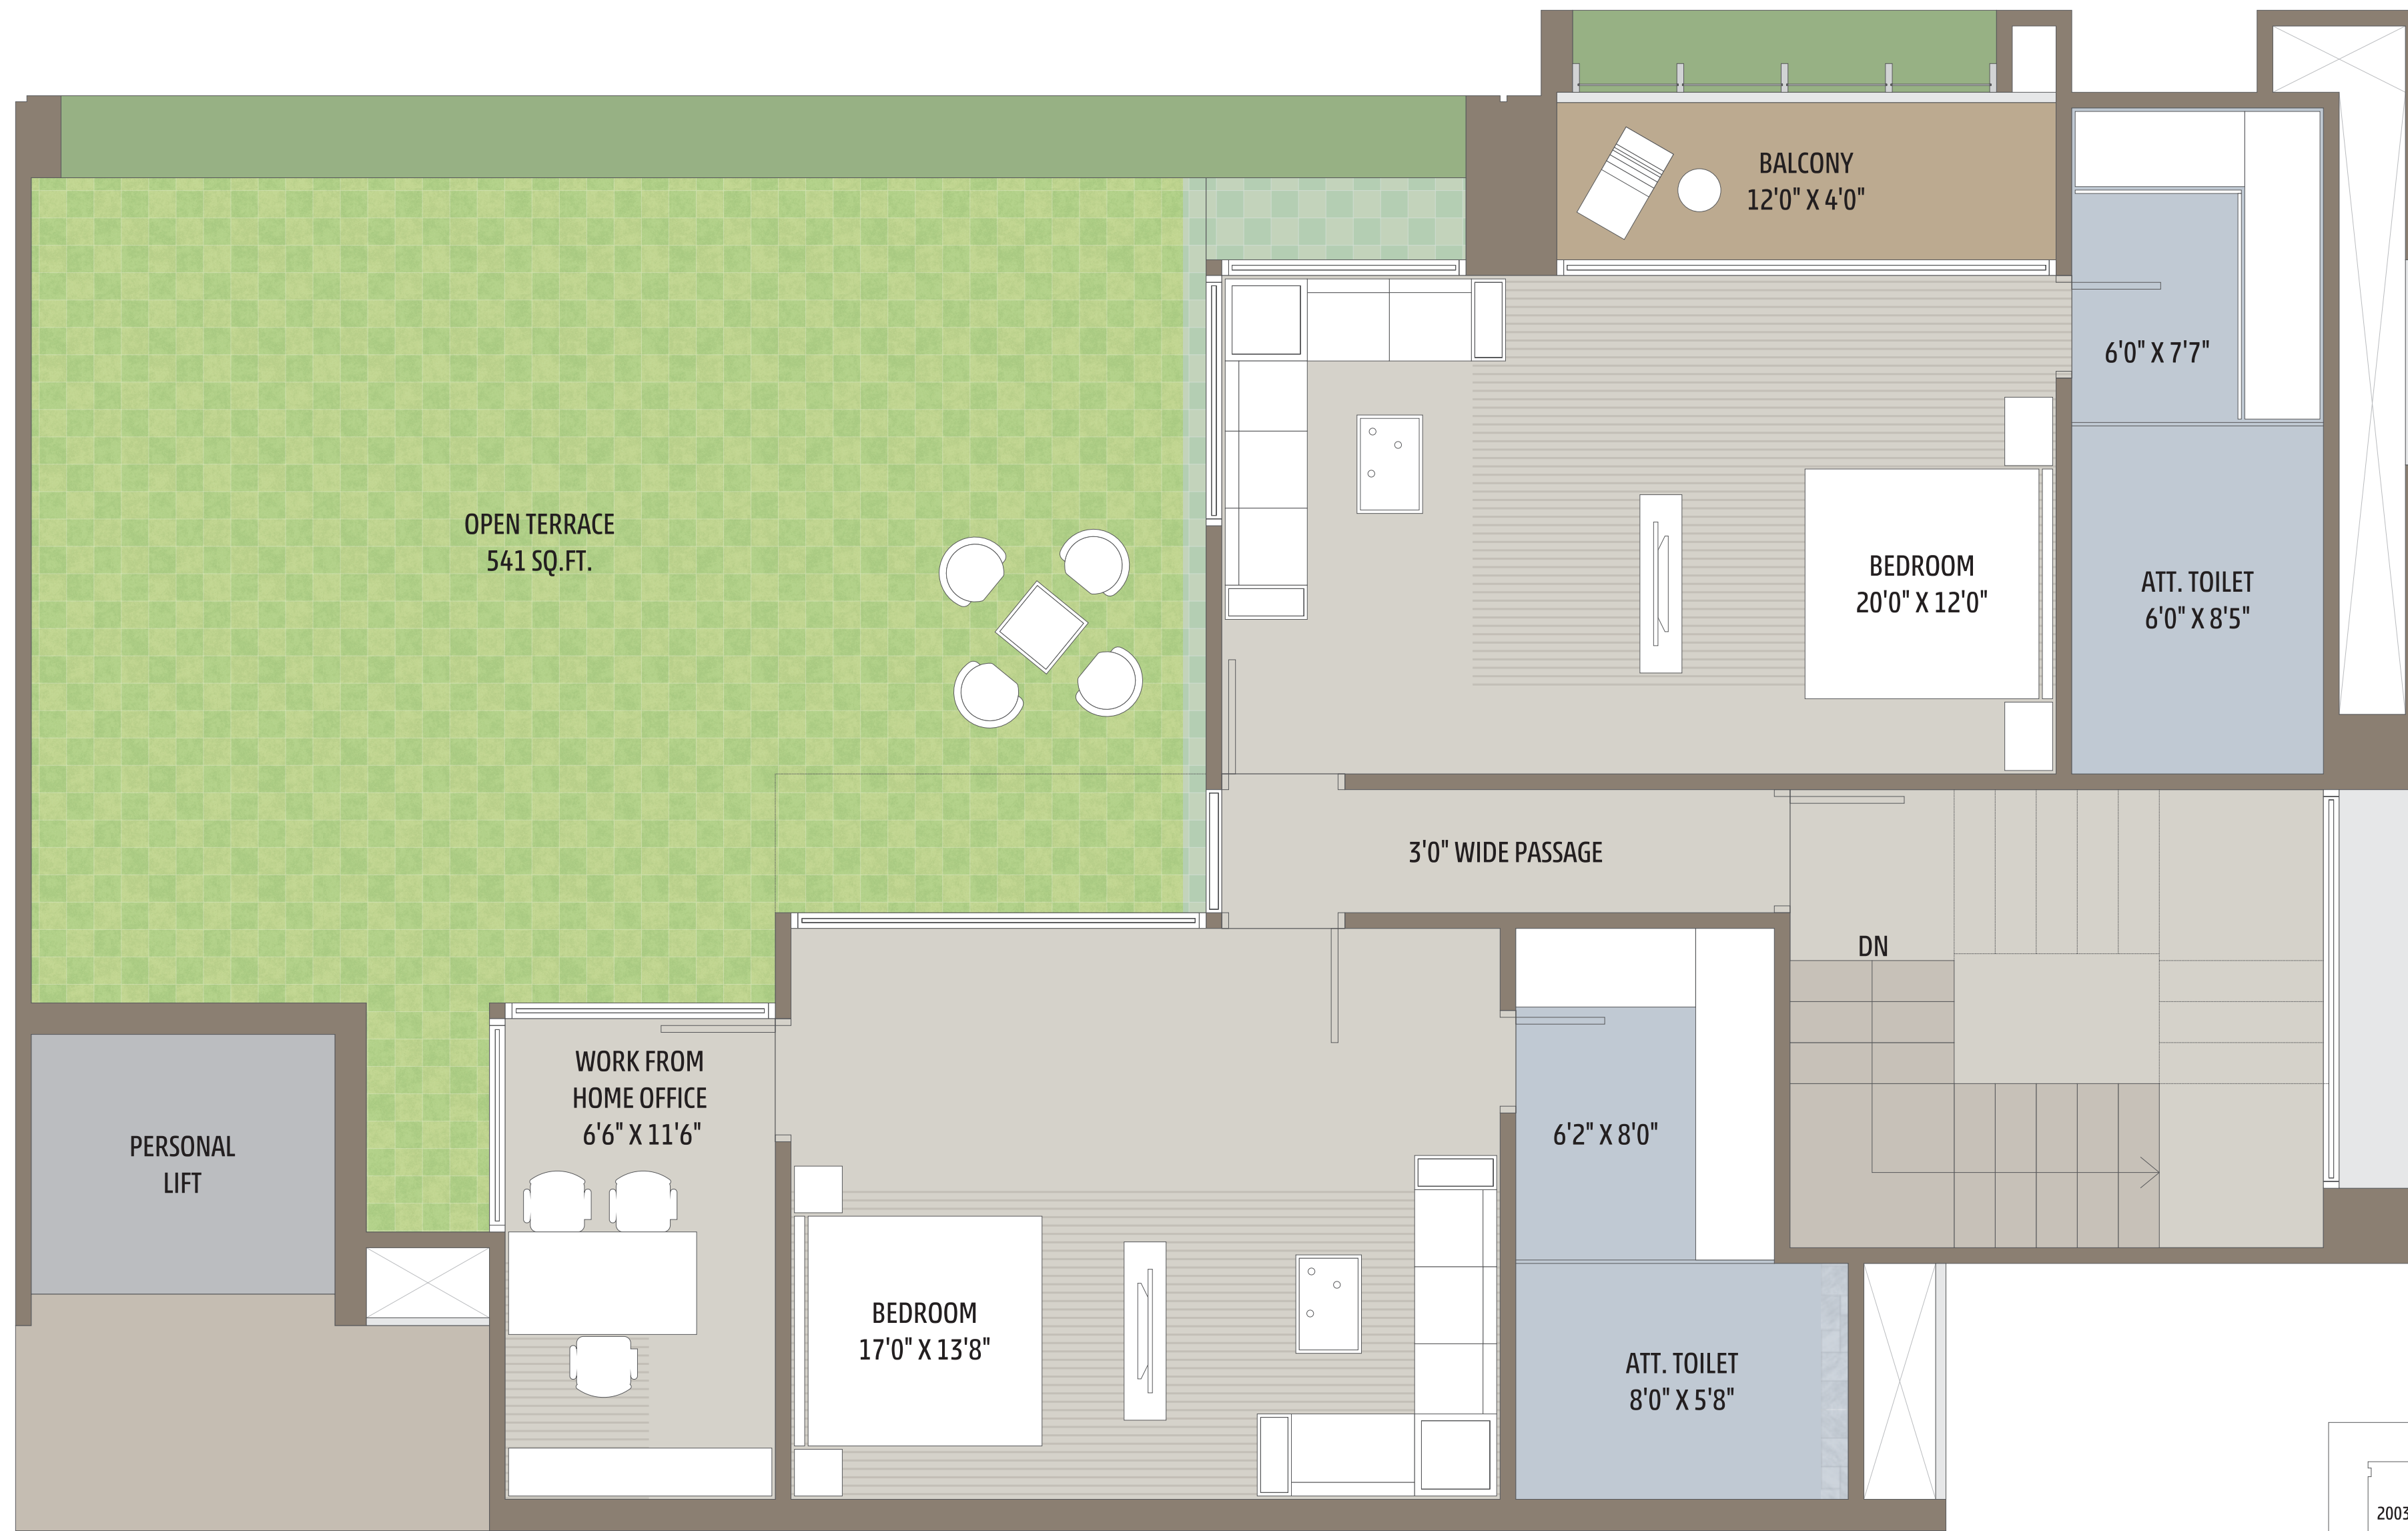 BALCONY
12'0" X 4'0"
6'0" X 7'7"
OPEN TERRACE
541 SQ.FT.
BEDROOM
20'0" X 12'0"
ATT. TOILET
6'0" X 8'5"
3'0" WIDE PASSAGE
DN
WORK FROM
HOME OFFICE
6'6" X 11'6"
PERSONAL
LIFT
6'2" X 8'0"
BEDROOM
17'0" X 13'8"
ATT. TOILET
8'0" X 5'8"
2003